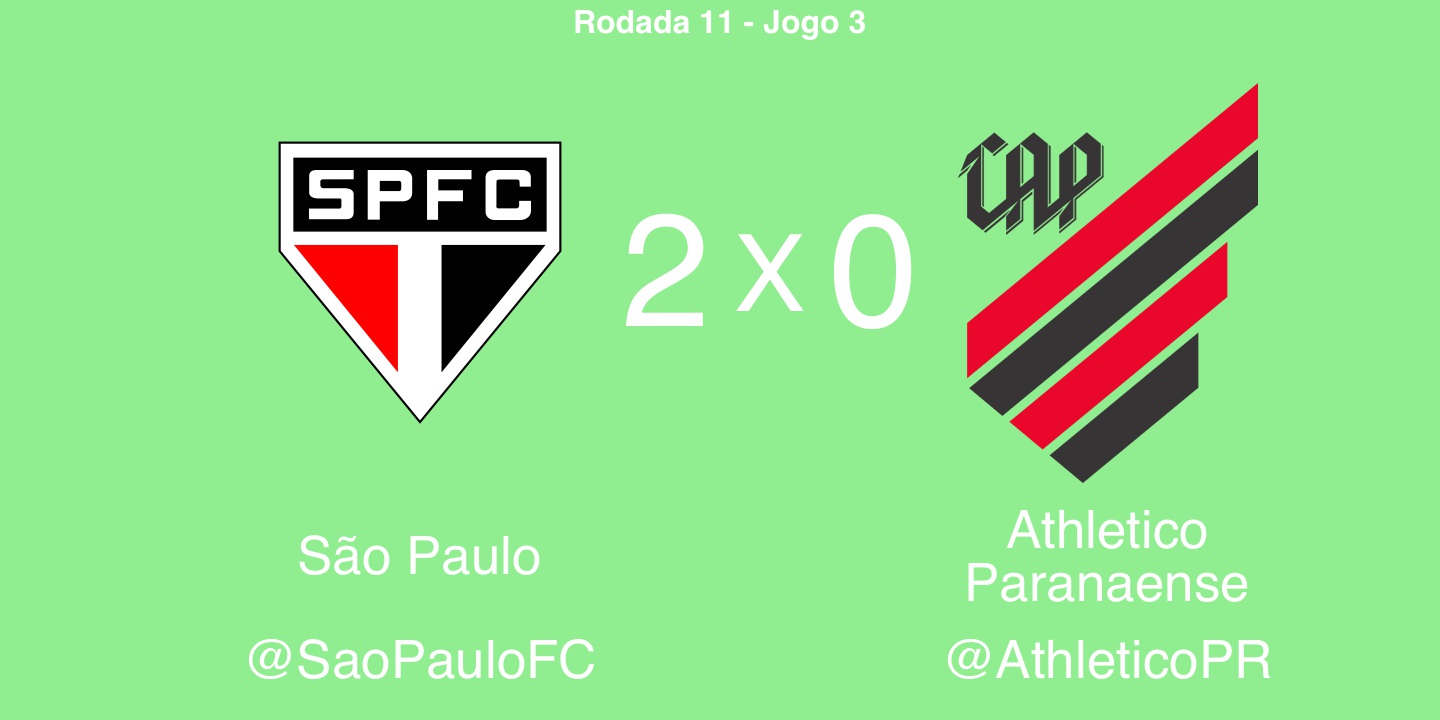 Rodada 11 - Jogo 3
SPFC
2 x 0
CAP
São Paulo
Athletico
Paranaense
@SaoPauloFC
@AthleticoPR